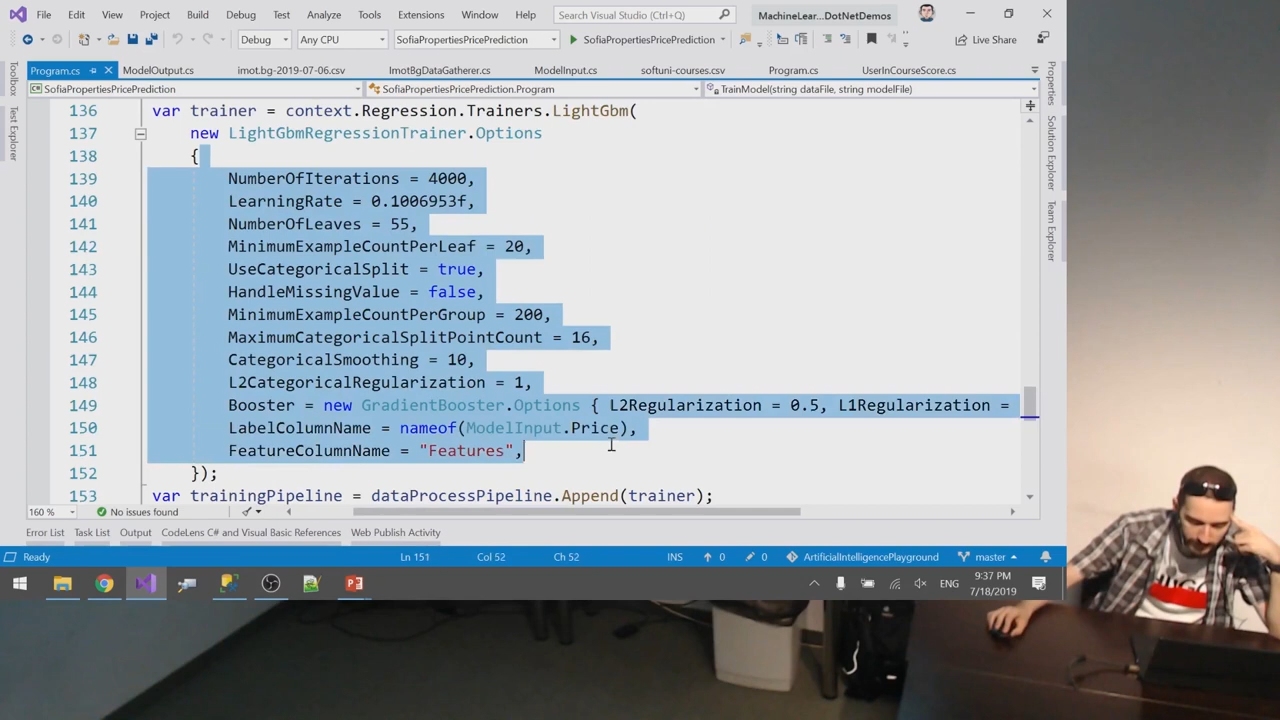 File Edit View Project Build Debug Test Analyze Tools Extensions Window Help Search Visual Studio (Ctrl+Q) MachineLear...DotNetDemos
Debug Any CPU SofiaPropertiesPricePrediction SofiaPropertiesPricePrediction Live Share
Program.cs ModelOutput.cs imot.bg-2019-07-06.csv ImotBgDataGatherer.cs ModelInput.cs softuni-courses.csv Program.cs UserInCourseScore.cs
SofiaPropertiesPricePrediction SofiaPropertiesPricePrediction.Program TrainModel(string dataFile, string modelFile)
Toolbox
Test Explorer
Properties
Solution Explorer
Team Explorer
136 var trainer = context.Regression.Trainers.LightGbm(
137 new LightGbmRegressionTrainer.Options
138 {
139 NumberOfIterations = 4000,
140 LearningRate = 0.1006953f,
141 NumberOfLeaves = 55,
142 MinimumExampleCountPerLeaf = 20,
143 UseCategoricalSplit = true,
144 HandleMissingValue = false,
145 MinimumExampleCountPerGroup = 200,
146 MaximumCategoricalSplitPointCount = 16,
147 CategoricalSmoothing = 10,
148 L2CategoricalRegularization = 1,
149 Booster = new GradientBooster.Options { L2Regularization = 0.5, L1Regularization =
150 LabelColumnName = nameof(ModelInput.Price),
151 FeatureColumnName = "Features",
152 });
153 var trainingPipeline = dataProcessPipeline.Append(trainer);
160 % No issues found
Error List Task List Output CodeLens C# and Visual Basic References Web Publish Activity
Ready Ln 151 Col 52 Ch 52 INS 0 0 ArtificialIntelligencePlayground master
ENG 9:37 PM
7/18/2019